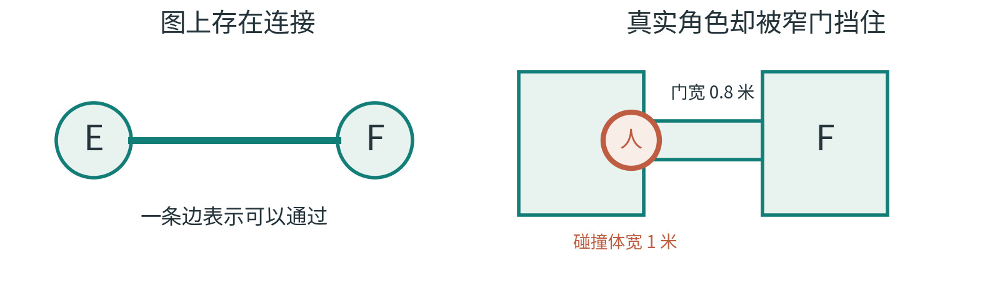 图上存在连接
E
F
一条边表示可以通过
真实角色却被窄门挡住
门宽 0.8 米
人
F
碰撞体宽 1 米